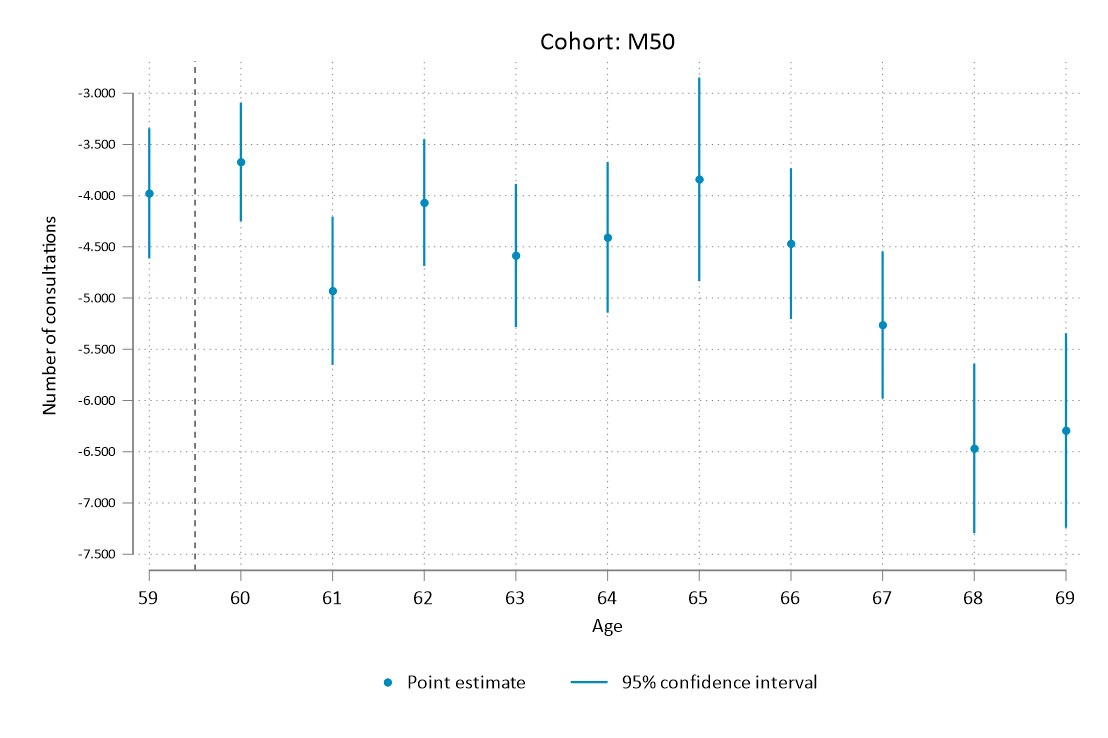 Cohort: M50
-3.000
-3.500
-4.000
-4.500
-5.000
-5.500
-6.000
-6.500
-7.000
-7.500
Number of consultations
59 60 61 62 63 64 65 66 67 68 69
Age
Point estimate 95% confidence interval